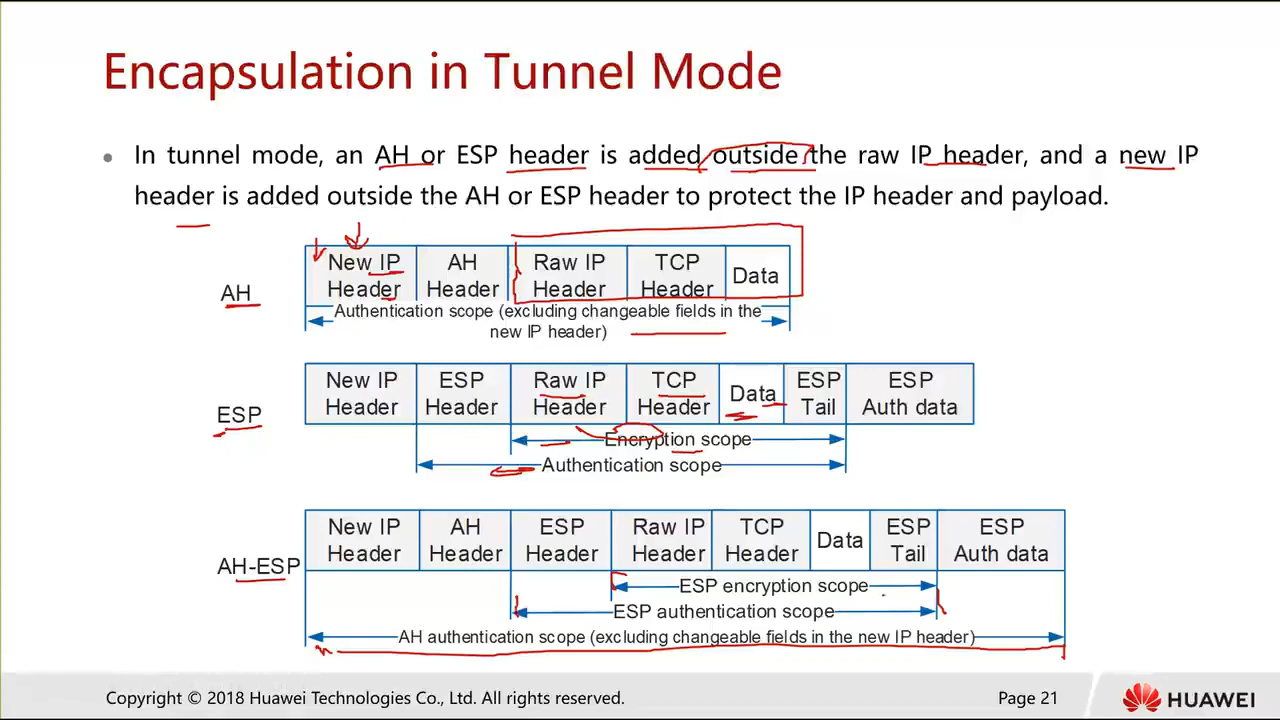 Encapsulation in Tunnel Mode
• In tunnel mode, an AH or ESP header is added outside the raw IP header, and a new IP
header is added outside the AH or ESP header to protect the IP header and payload.
AH
New IP Header
AH Header
Raw IP Header
TCP Header
Data
Authentication scope (excluding changeable fields in the
new IP header)
ESP
New IP Header
ESP Header
Raw IP Header
TCP Header
Data
ESP Tail
ESP Auth data
Encryption scope
Authentication scope
AH-ESP
New IP Header
AH Header
ESP Header
Raw IP Header
TCP Header
Data
ESP Tail
ESP Auth data
ESP encryption scope
ESP authentication scope
AH authentication scope (excluding changeable fields in the new IP header)
Copyright © 2018 Huawei Technologies Co., Ltd. All rights reserved.
Page 21
HUAWEI